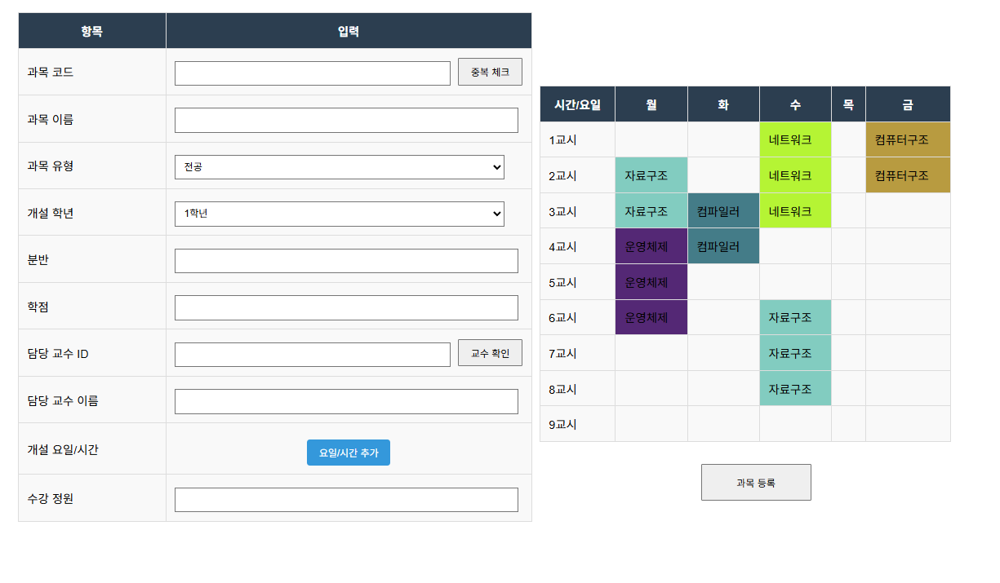 항목 입력
과목 코드 중복 체크
과목 이름
과목 유형 전공
개설 학년 1학년
분반
학점
담당 교수 ID 교수 확인
담당 교수 이름
개설 요일/시간 요일/시간 추가
수강 정원
시간/요일 월 화 수 목 금
1교시 네트워크 컴퓨터구조
2교시 자료구조 네트워크 컴퓨터구조
3교시 자료구조 컴파일러 네트워크
4교시 운영체제 컴파일러
5교시 운영체제
6교시 운영체제 자료구조
7교시 자료구조
8교시 자료구조
9교시
과목 등록